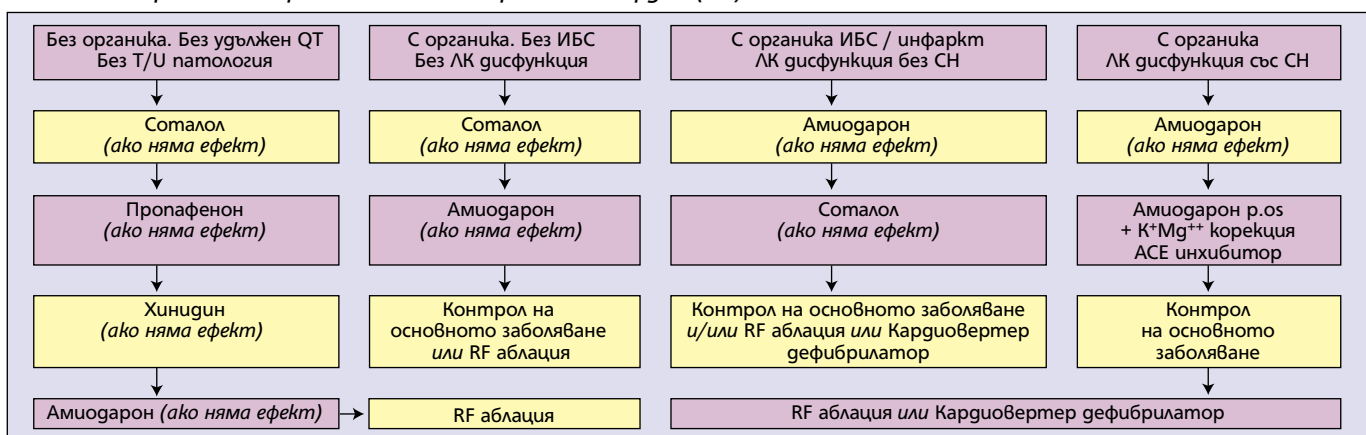 Без органика. Без удължен QT
Без T/U патология
Соталол
(ако няма ефект)
Пропафенон
(ако няма ефект)
Хинидин
(ако няма ефект)
Амиодарон (ако няма ефект)
RF аблация
С органика. Без ИБС
Без ЛК дисфункция
Соталол
(ако няма ефект)
Амиодарон
(ако няма ефект)
Контрол на
основното заболяване
или RF аблация
С органика ИБС / инфаркт
ЛК дисфункция без СН
Амиодарон
(ако няма ефект)
Соталол
(ако няма ефект)
Контрол на основното заболяване
и/или RF аблация или Кардиовертер
дефибрилатор
С органика
ЛК дисфункция със СН
Амиодарон
(ако няма ефект)
Амиодарон p.os
+ K⁺Mg⁺⁺ корекция
ACE инхибитор
Контрол
на основното
заболяване
RF аблация или Кардиовертер дефибрилатор